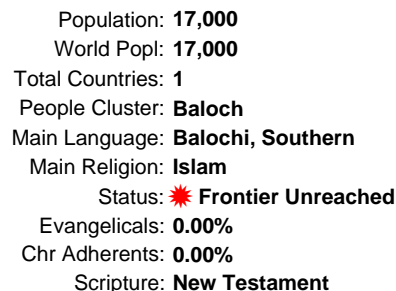 Population: 17,000
World Popl: 17,000
Total Countries: 1
People Cluster: Baloch
Main Language: Balochi, Southern
Main Religion: Islam
Status: Frontier Unreached
Evangelicals: 0.00%
Chr Adherents: 0.00%
Scripture: New Testament